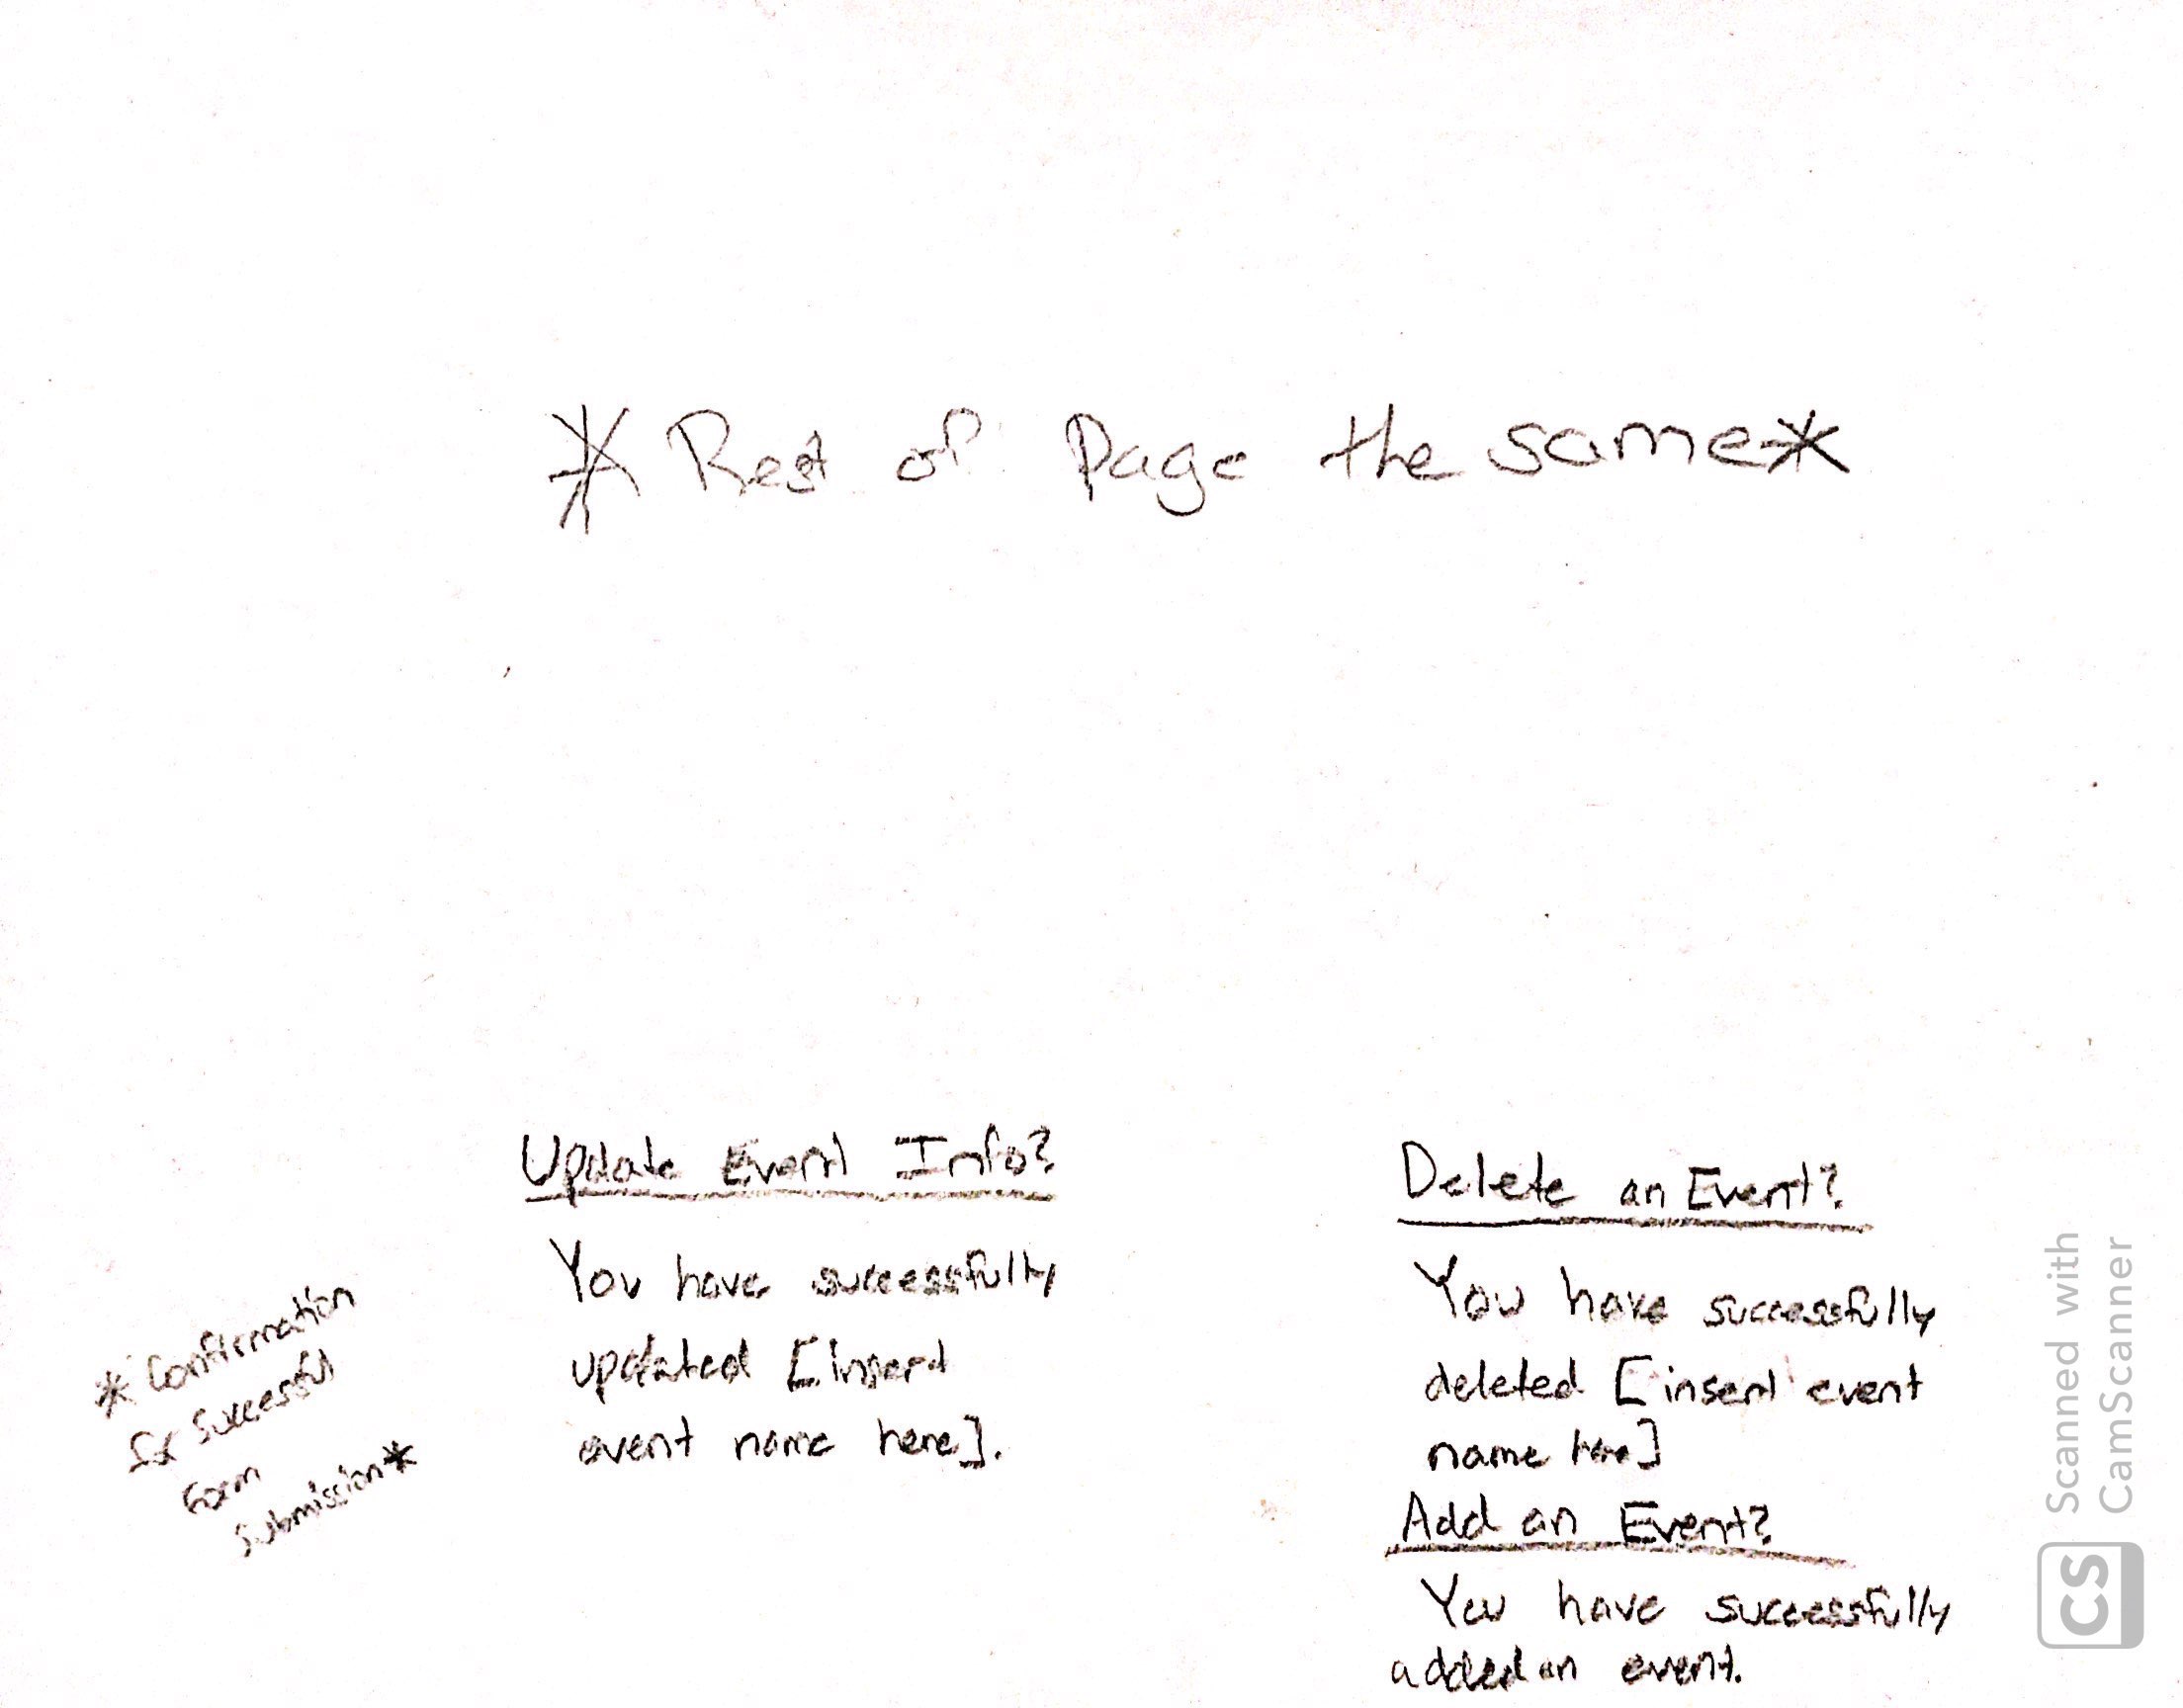 * Rest of Page the same *
Update Event Info?
You have successfully
updated [insert
event name here].
* Confirmation
for successful
form
submission *
Delete an Event?
You have successfully
deleted [insert event
name here]
Add an Event?
You have successfully
added an event.
Scanned with
CamScanner
CS